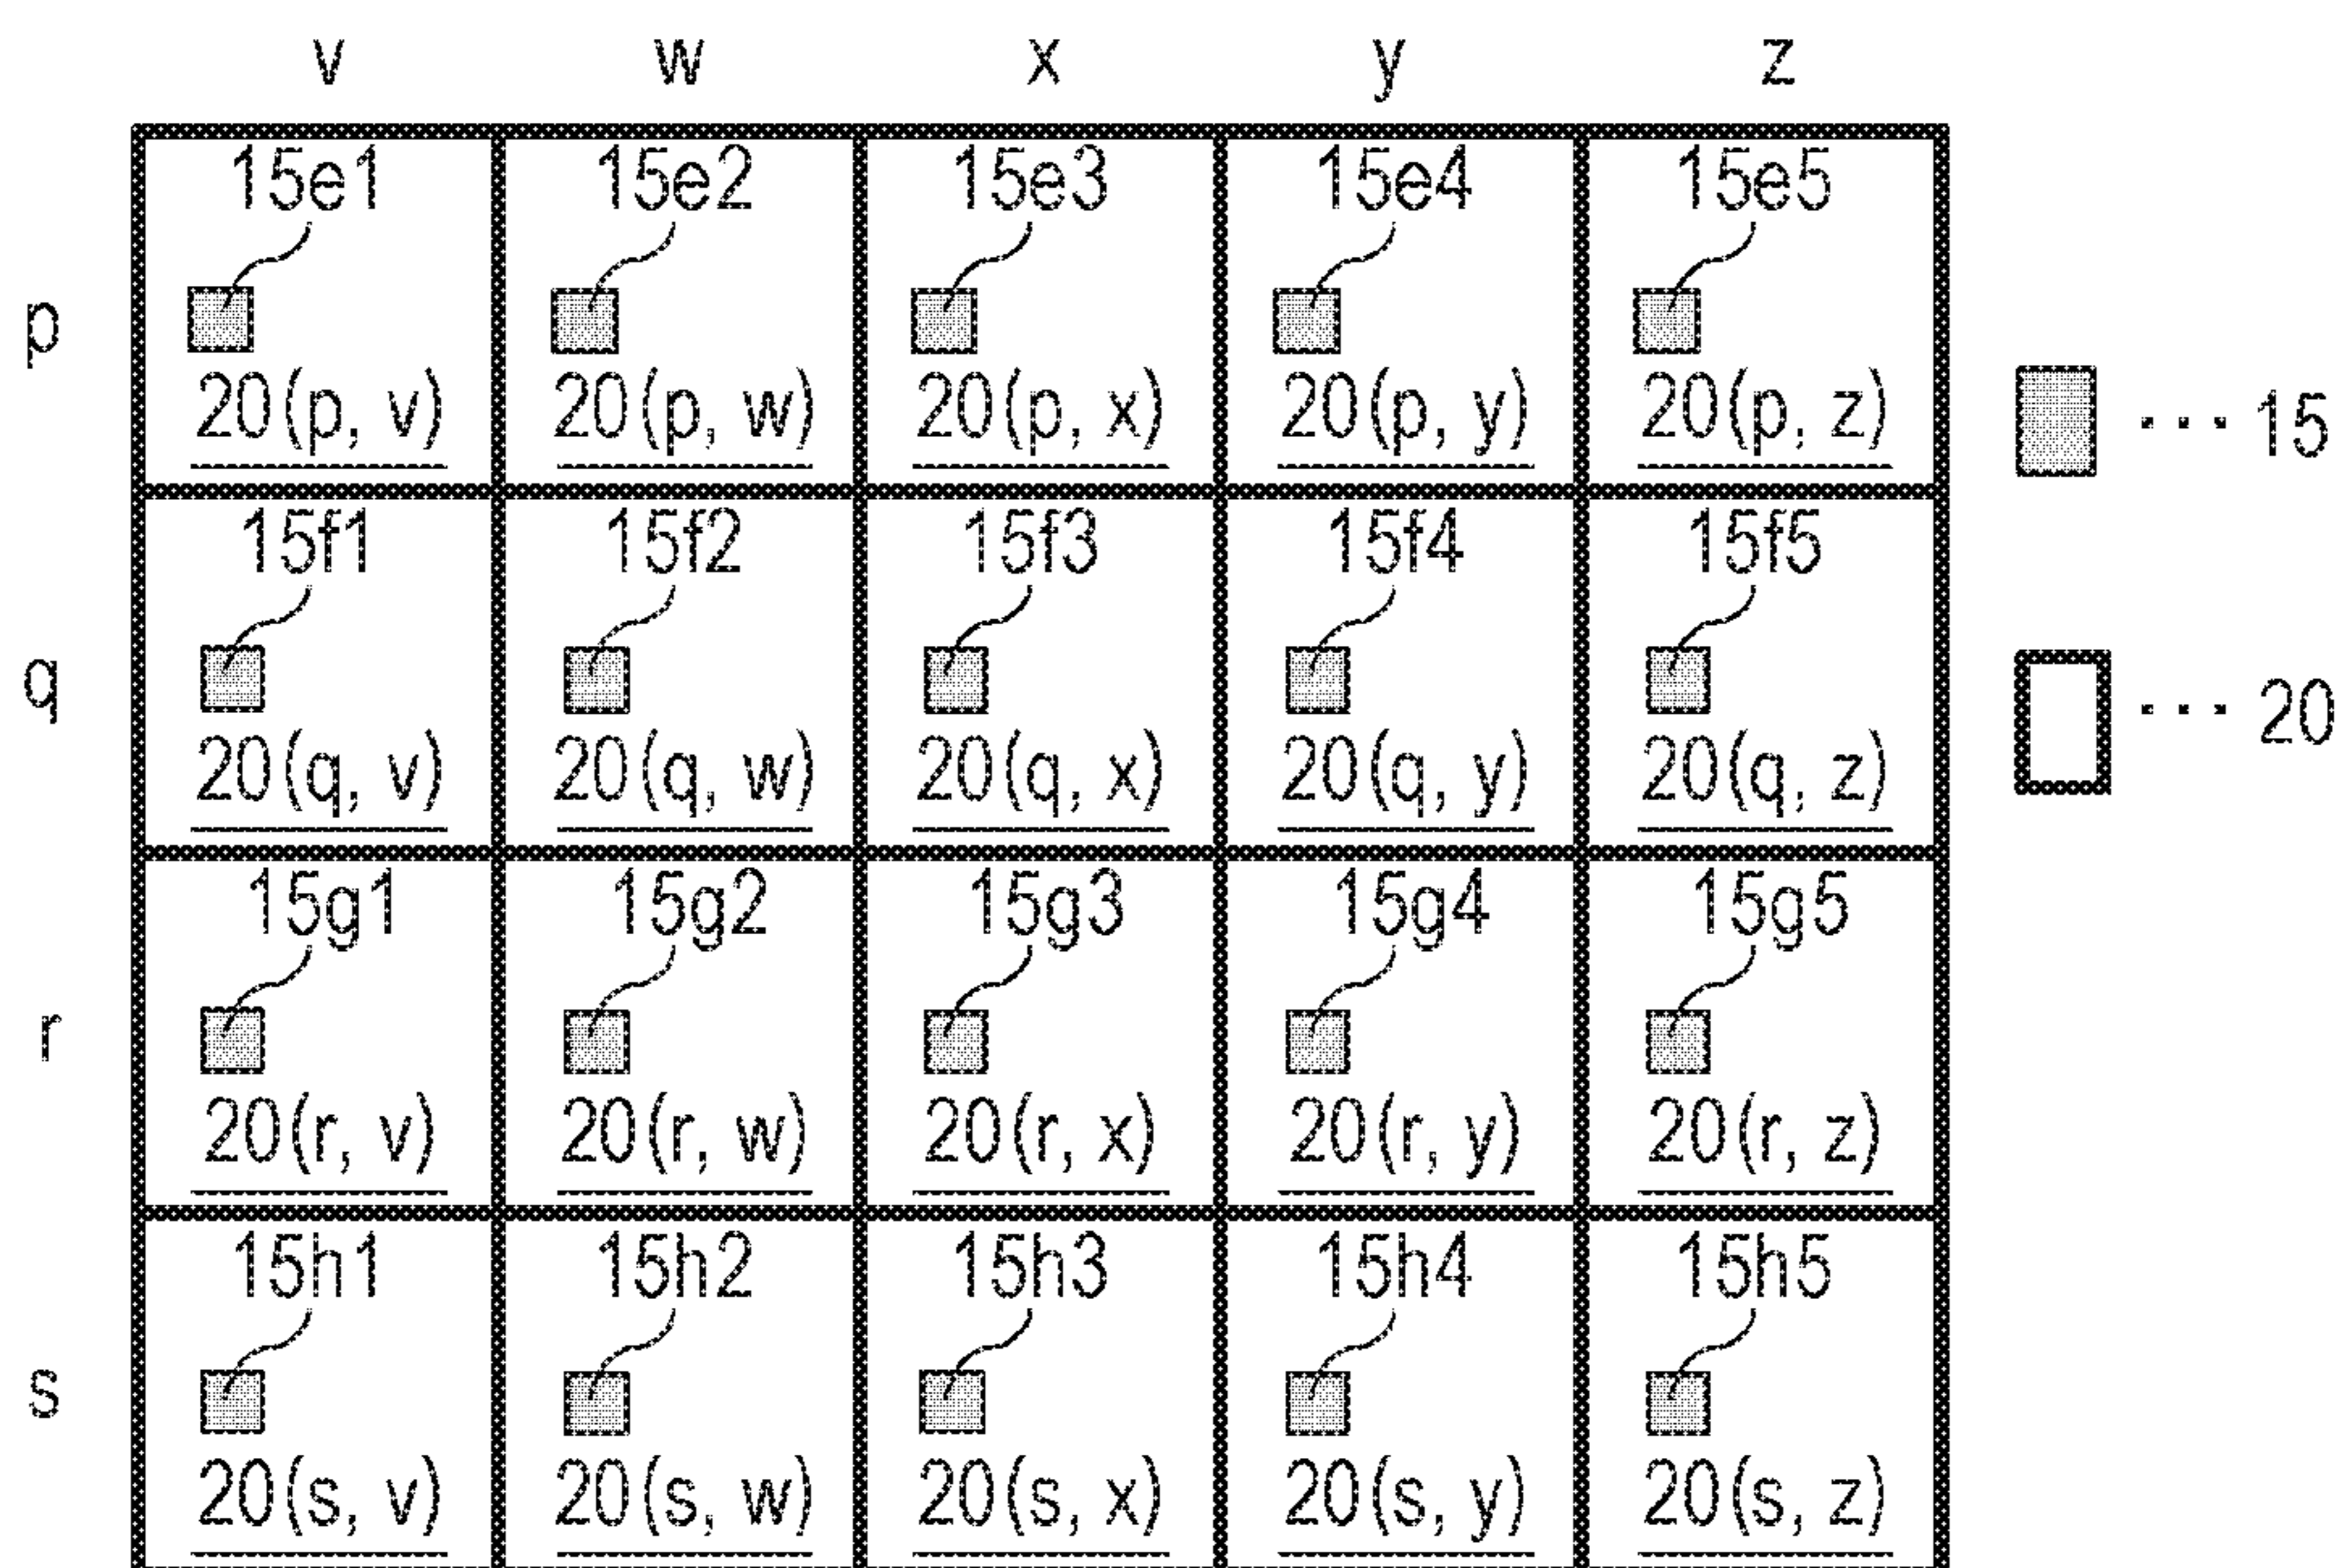 v w x y z
15e1 15e2 15e3 15e4 15e5
p
20(p, v) 20(p, w) 20(p, x) 20(p, y) 20(p, z)
··· 15
15f1 15f2 15f3 15f4 15f5
q
··· 20
20(q, v) 20(q, w) 20(q, x) 20(q, y) 20(q, z)
15g1 15g2 15g3 15g4 15g5
r
20(r, v) 20(r, w) 20(r, x) 20(r, y) 20(r, z)
15h1 15h2 15h3 15h4 15h5
s
20(s, v) 20(s, w) 20(s, x) 20(s, y) 20(s, z)